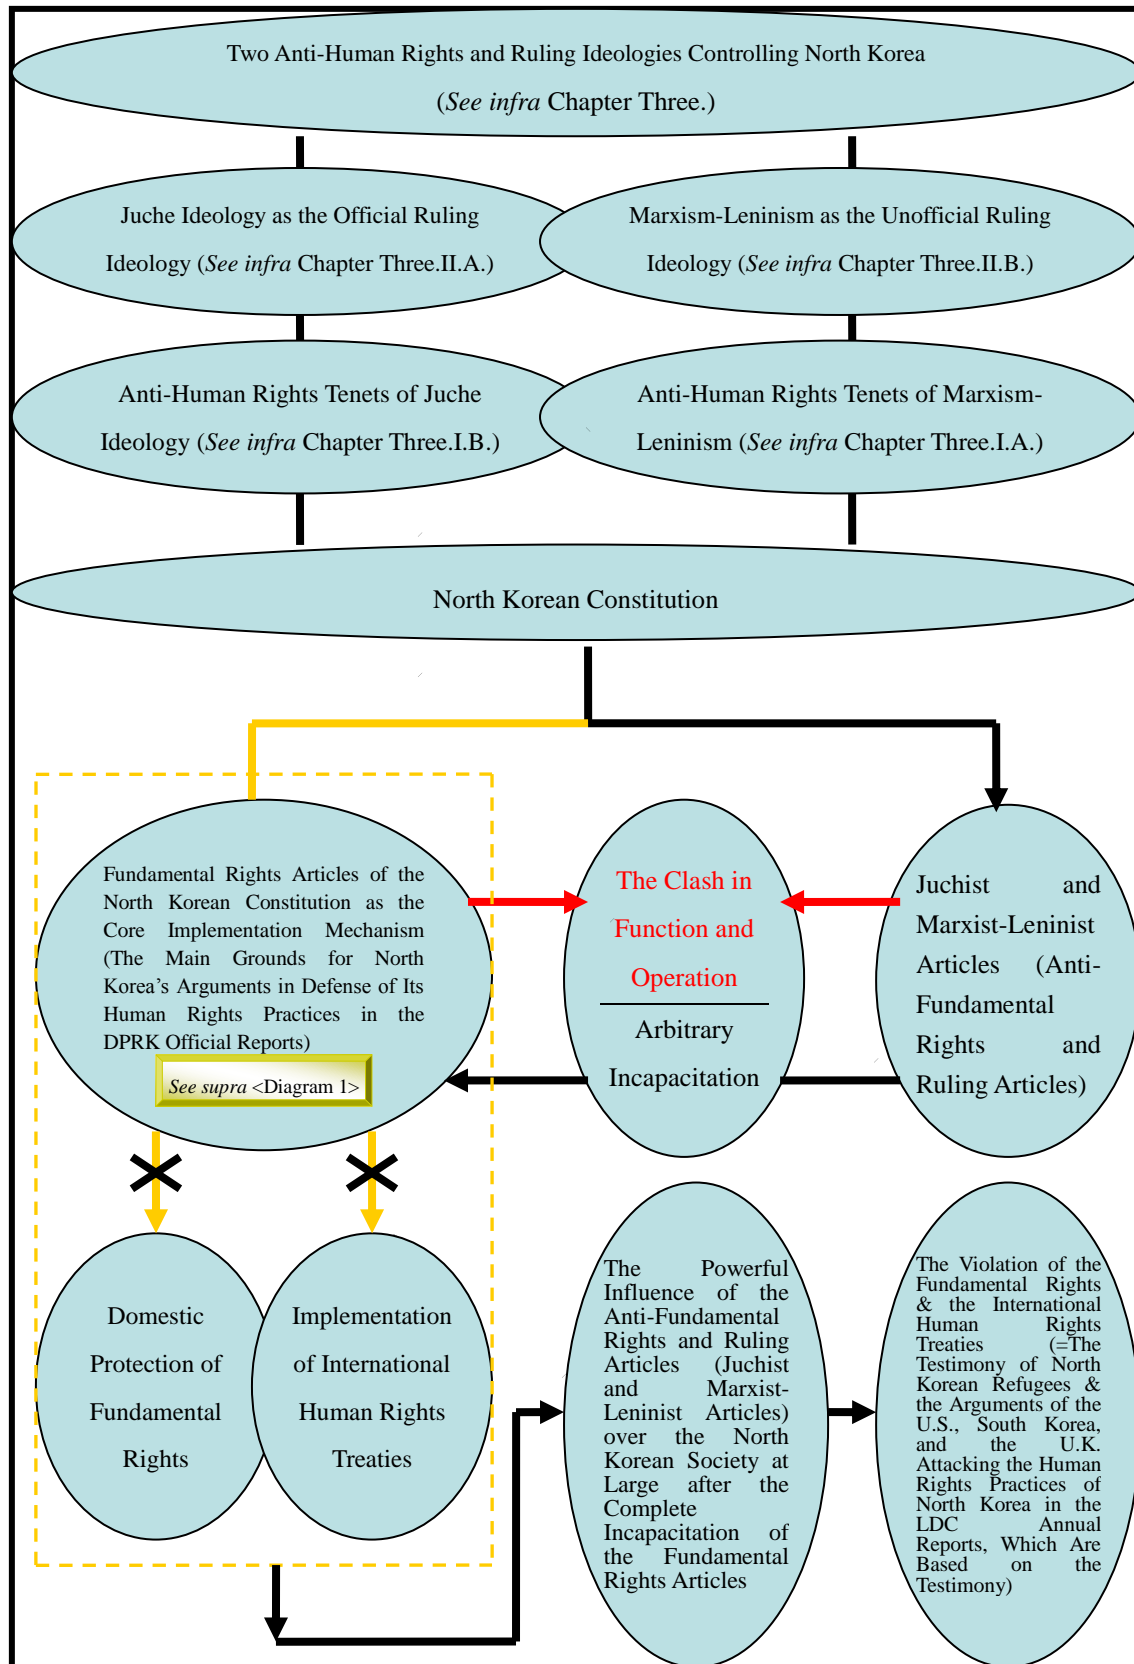 Two Anti-Human Rights and Ruling Ideologies Controlling North Korea
(See infra Chapter Three.)
Juche Ideology as the Official Ruling
Ideology (See infra Chapter Three.II.A.)
Marxism-Leninism as the Unofficial Ruling
Ideology (See infra Chapter Three.II.B.)
Anti-Human Rights Tenets of Juche
Ideology (See infra Chapter Three.I.B.)
Anti-Human Rights Tenets of Marxism-
Leninism (See infra Chapter Three.I.A.)
North Korean Constitution
Fundamental Rights Articles of the
North Korean Constitution as the
Core Implementation Mechanism
(The Main Grounds for North
Korea’s Arguments in Defense of Its
Human Rights Practices in the
DPRK Official Reports)
See supra <Diagram 1>
The Clash in
Function and
Operation
Arbitrary
Incapacitation
Juchist and
Marxist-Leninist
Articles (Anti-
Fundamental
Rights and
Ruling Articles)
Domestic
Protection of
Fundamental
Rights
Implementation
of International
Human Rights
Treaties
The Powerful
Influence of the
Anti-Fundamental
Rights and Ruling
Articles (Juchist
and Marxist-
Leninist Articles)
over the North
Korean Society at
Large after the
Complete
Incapacitation of
the Fundamental
Rights Articles
The Violation of the
Fundamental Rights
& the International
Human Rights
Treaties (=The
Testimony of North
Korean Refugees &
the Arguments of the
U.S., South Korea,
and the U.K.
Attacking the Human
Rights Practices of
North Korea in the
LDC Annual
Reports, Which Are
Based on the
Testimony)